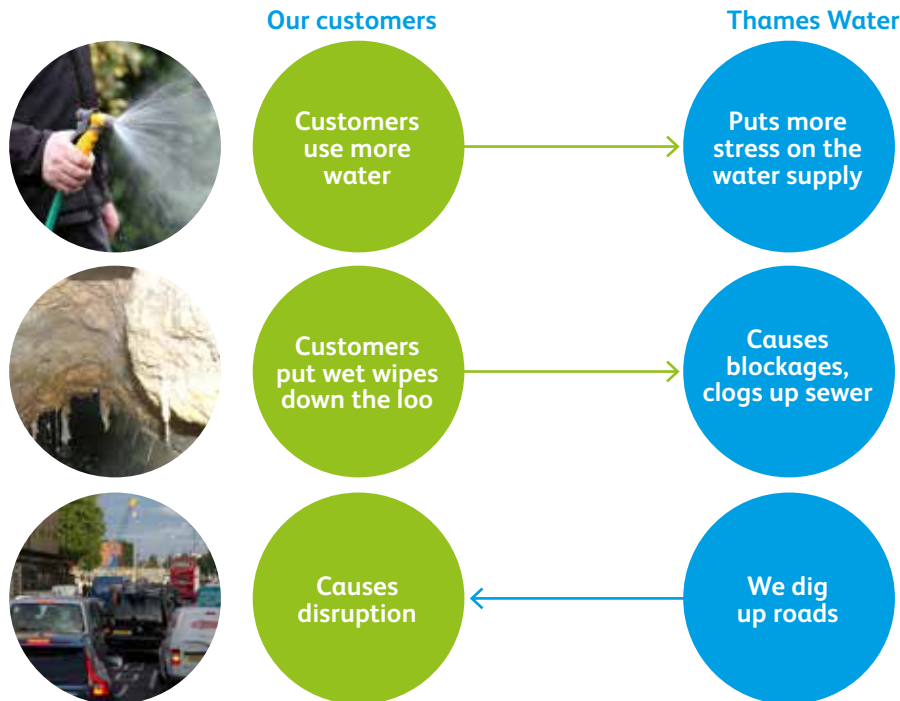 Our customers
Thames Water
Customers
use more
water
Puts more
stress on the
water supply
Customers
put wet wipes
down the loo
Causes
blockages,
clogs up sewer
Causes
disruption
We dig
up roads